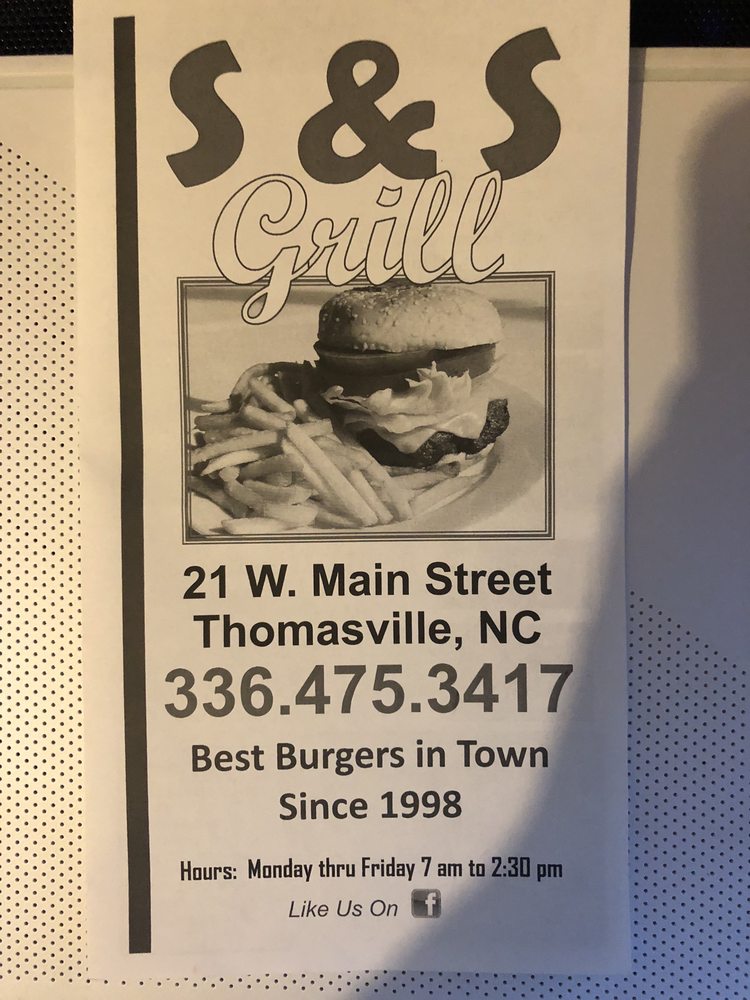 S & S
Grill
21 W. Main Street
Thomasville, NC
336.475.3417
Best Burgers in Town
Since 1998
Hours: Monday thru Friday 7 am to 2:30 pm
Like Us On f